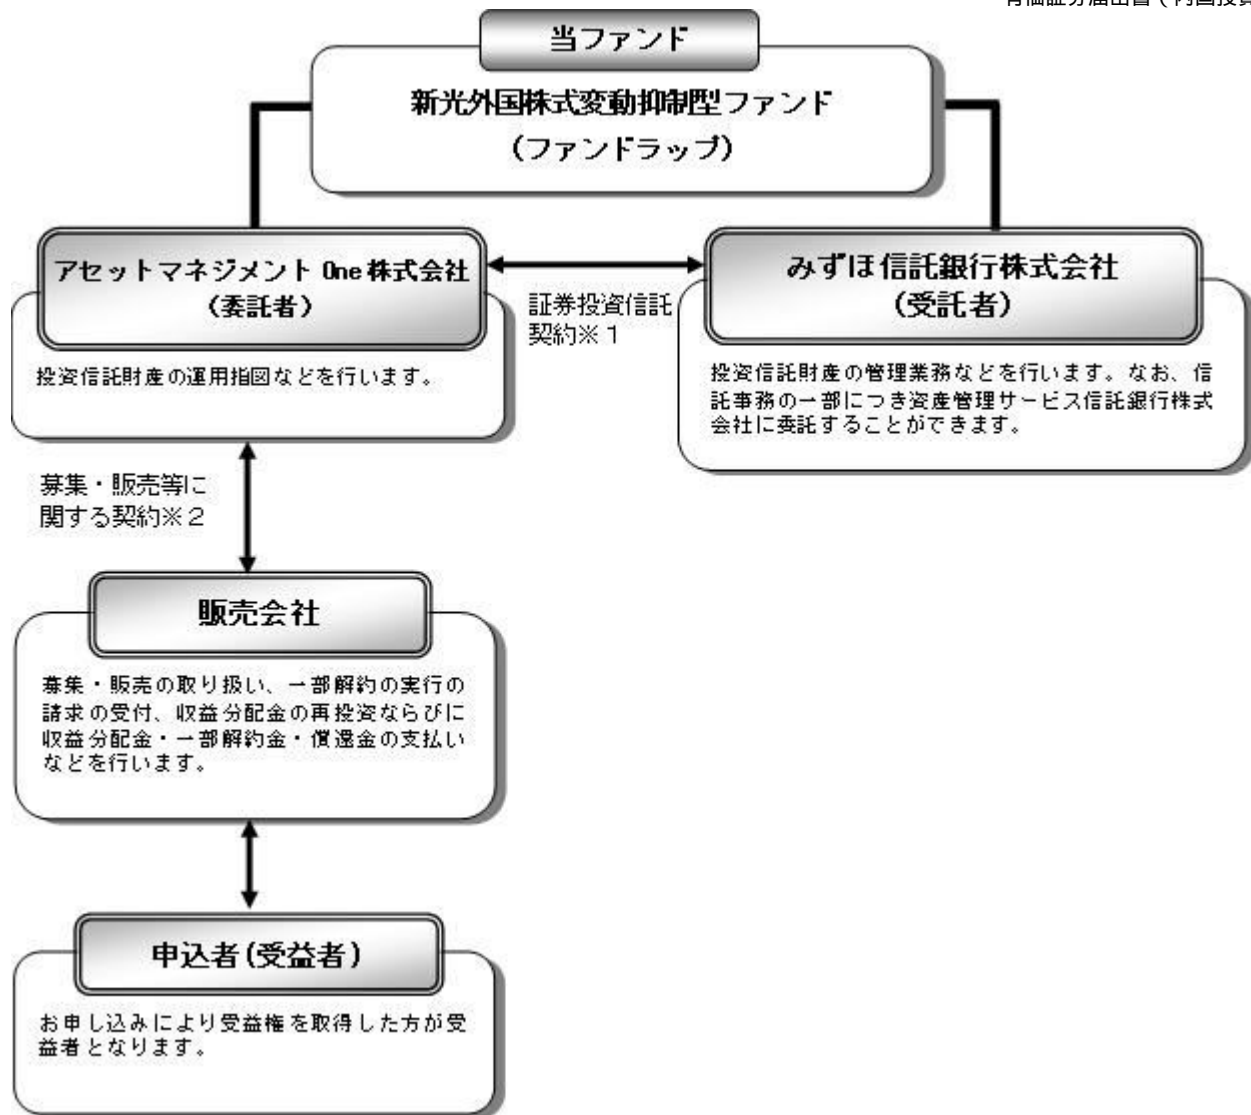 当ファンド
新光外国株式変動抑制型ファンド
(ファンドラップ)
アセットマネジメント One 株式会社
(委託者)
投資信託財産の運用指図などを行います。
証券投資信託
契約※1
みずほ信託銀行株式会社
(受託者)
投資信託財産の管理業務などを行います。なお、信
託事務の一部につき資産管理サービス信託銀行株式
会社に委託することができます。
募集・販売等に
関する契約※2
販売会社
募集・販売の取り扱い、一部解約の実行の
請求の受付、収益分配金の再投資ならびに
収益分配金・一部解約金・償還金の支払い
などを行います。
申込者(受益者)
お申し込みにより受益権を取得した方が受
益者となります。